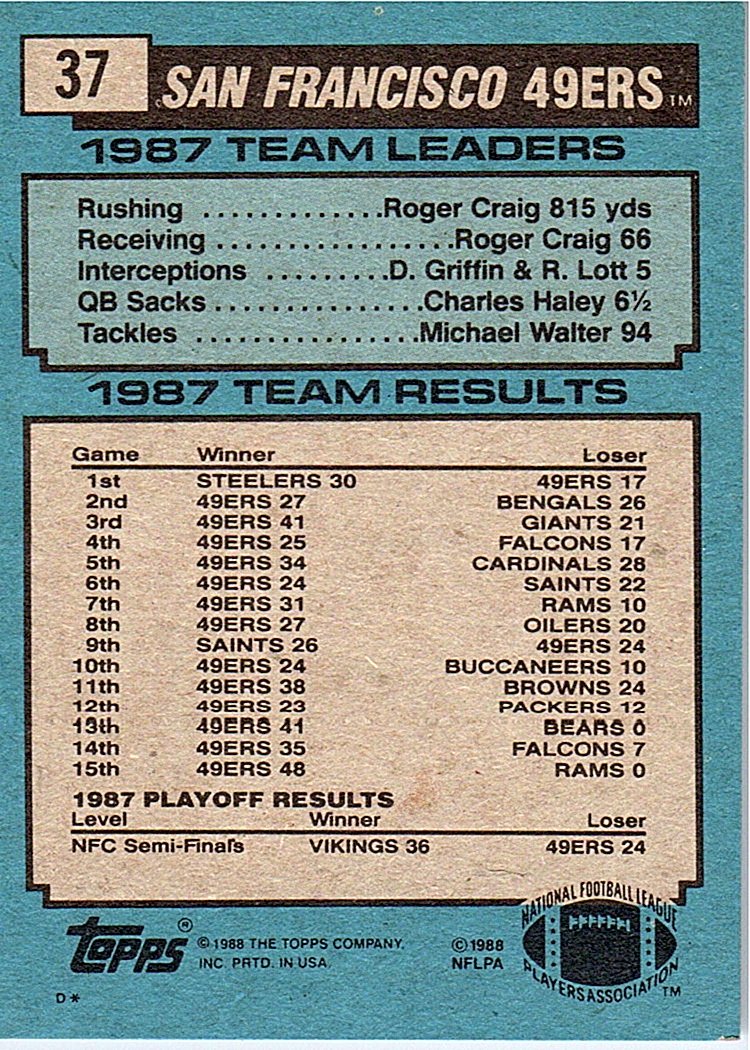 37
SAN FRANCISCO 49ERS™
1987 TEAM LEADERS
Rushing .............Roger Craig 815 yds
Receiving .................Roger Craig 66
Interceptions .........D. Griffin & R. Lott 5
QB Sacks ...............Charles Haley 6½
Tackles ................Michael Walter 94
1987 TEAM RESULTS
Game Winner Loser
1st STEELERS 30 49ERS 17
2nd 49ERS 27 BENGALS 26
3rd 49ERS 41 GIANTS 21
4th 49ERS 25 FALCONS 17
5th 49ERS 34 CARDINALS 28
6th 49ERS 24 SAINTS 22
7th 49ERS 31 RAMS 10
8th 49ERS 27 OILERS 20
9th SAINTS 26 49ERS 24
10th 49ERS 24 BUCCANEERS 10
11th 49ERS 38 BROWNS 24
12th 49ERS 23 PACKERS 12
13th 49ERS 41 BEARS 0
14th 49ERS 35 FALCONS 7
15th 49ERS 48 RAMS 0
1987 PLAYOFF RESULTS
Level Winner Loser
NFC Semi-Finals VIKINGS 36 49ERS 24
topps®
© 1988 THE TOPPS COMPANY,
INC. PRTD. IN USA
© 1988
NFLPA
NATIONAL FOOTBALL LEAGUE
PLAYERS ASSOCIATION ™
D*